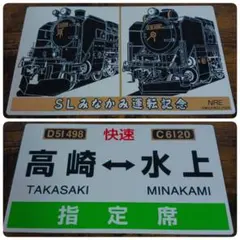 SLみなかみ運転記念
NRE
D51498 快速 C6120
高崎↔水上
TAKASAKI MINAKAMI
指定席